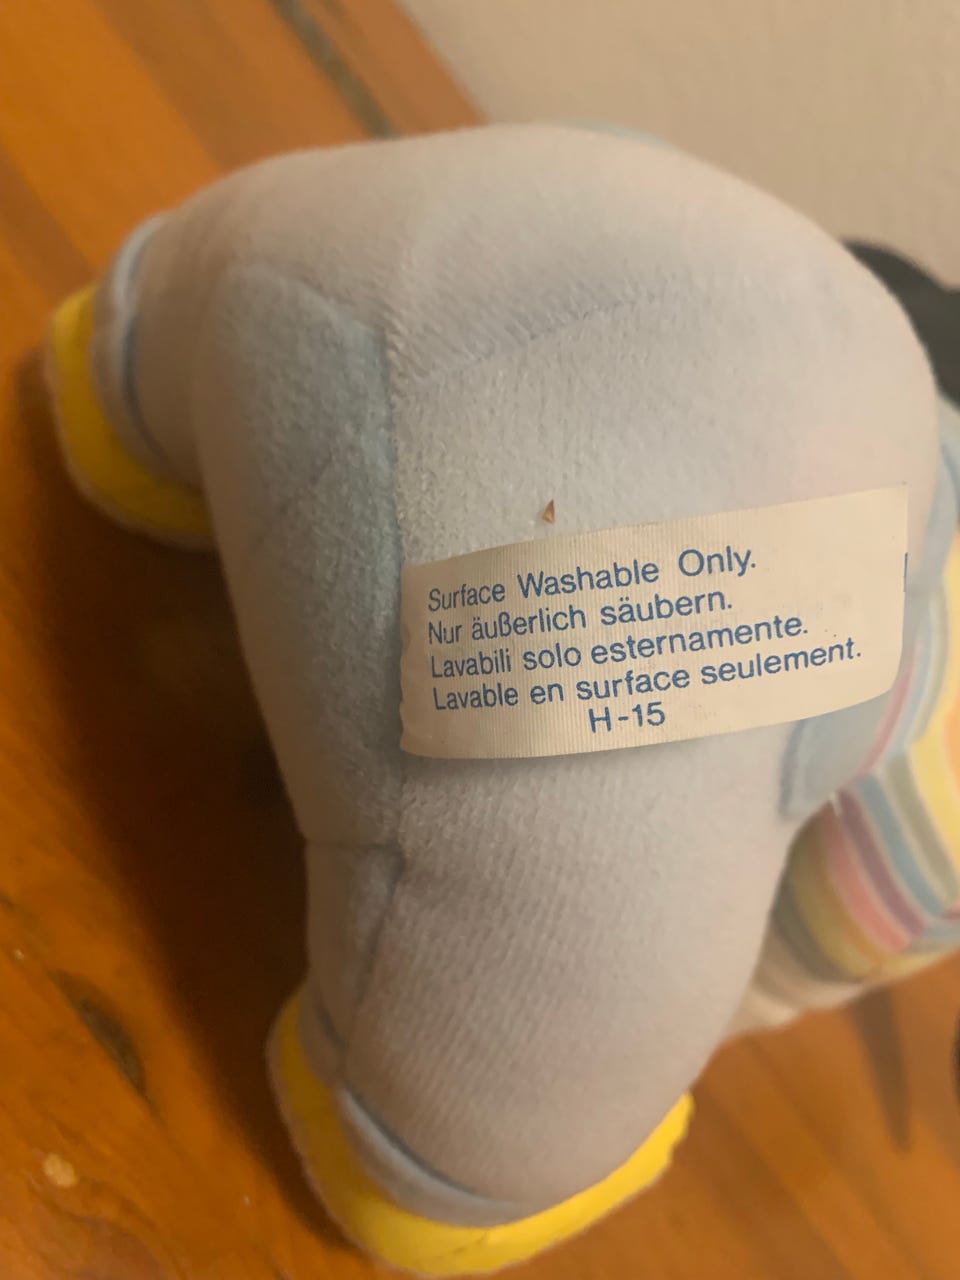 Surface Washable Only.
Nur äußerlich säubern.
Lavabili solo esternamente.
Lavable en surface seulement.
H-15